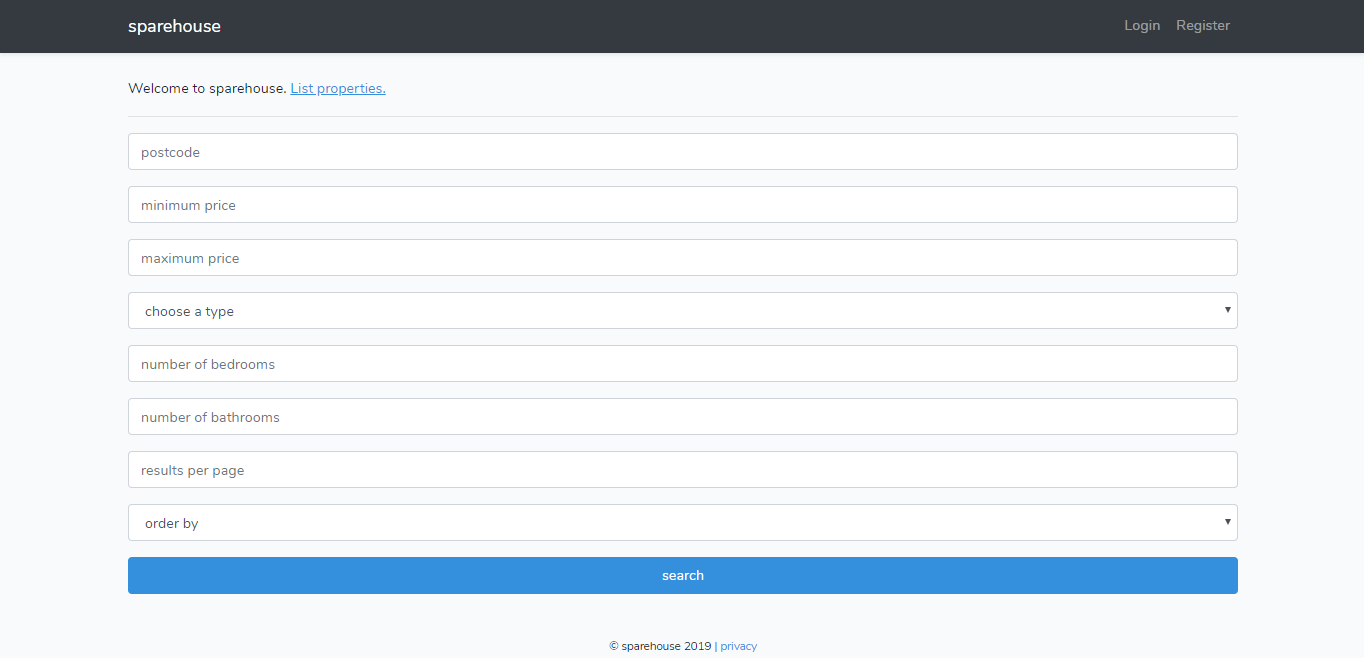 sparehouse
Login Register
Welcome to sparehouse. List properties.
postcode
minimum price
maximum price
choose a type
number of bedrooms
number of bathrooms
results per page
order by
search
© sparehouse 2019 | privacy